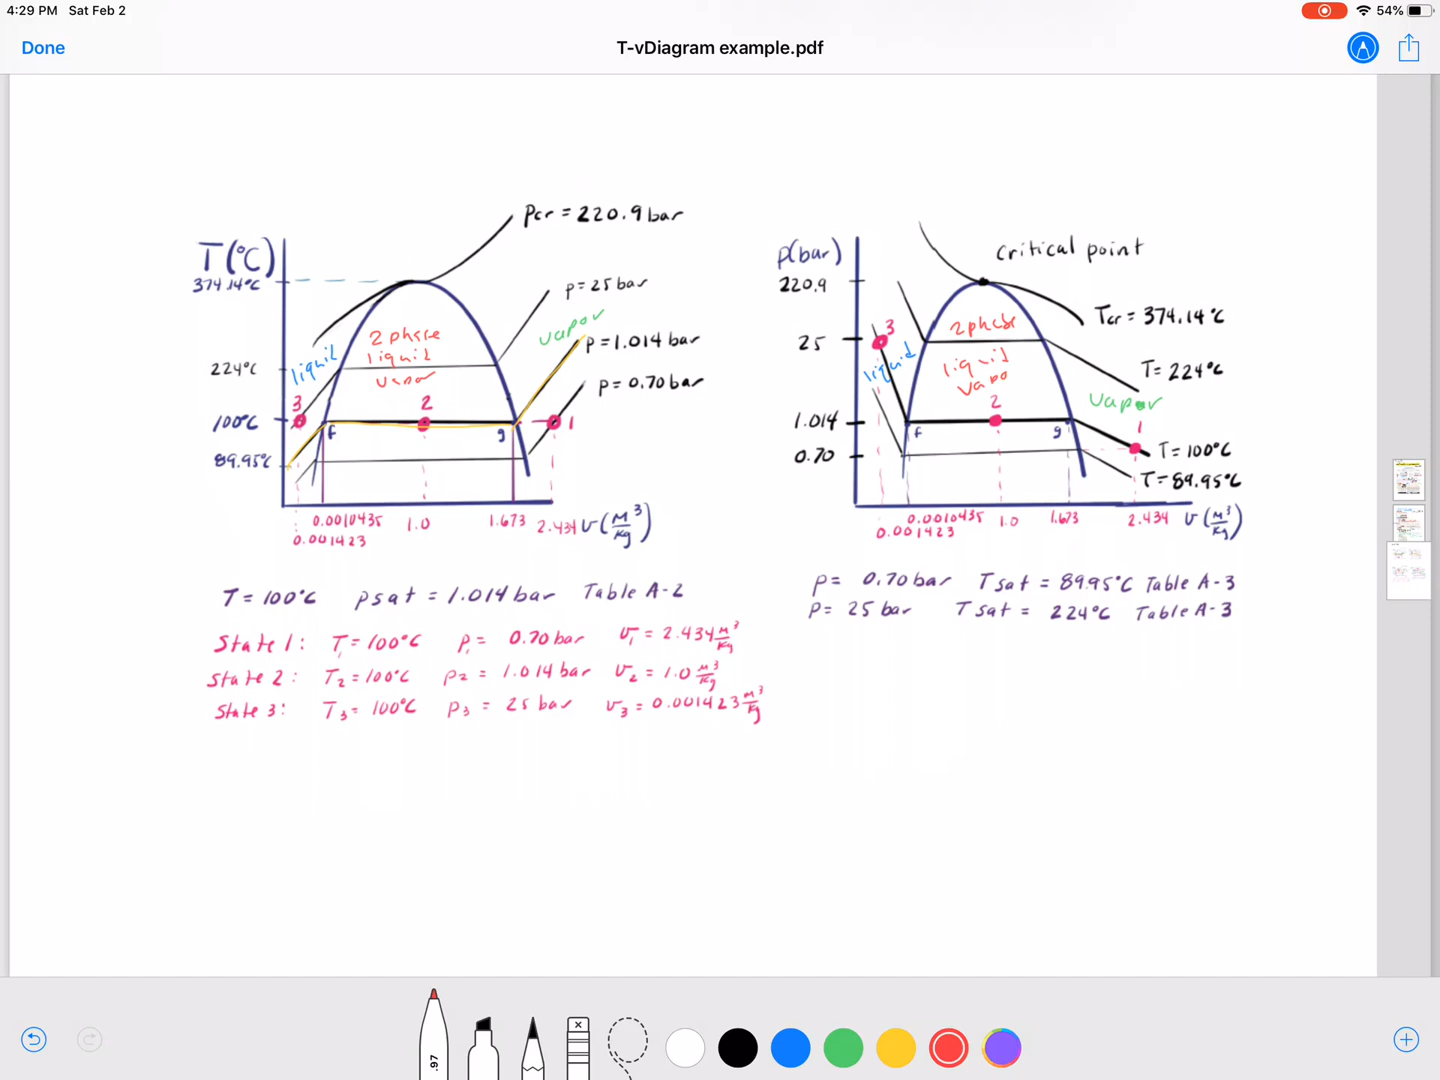 4:29 PM Sat Feb 2
54%
Done
T-vDiagram example.pdf
T(°C)
374.14°C
224°C
100°C
89.95°C
Pcr = 220.9 bar
p = 25 bar
p = 1.014 bar
p = 0.70 bar
liquid
2 phase
liquid
vapor
vapor
3
2
1
f
g
0.0010435
1.0
1.673
2.434
v (m³/kg)
0.001423
p(bar)
220.9
25
1.014
0.70
critical point
Tcr = 374.14°C
T = 224°C
T = 100°C
T = 89.95°C
3
liquid
2 phase
liquid
vapo
vapor
2
1
f
g
0.0010435
1.0
1.673
2.434
v (m³/kg)
0.001423
T = 100°C psat = 1.014 bar Table A-2
State 1: T₁ = 100°C p₁ = 0.70 bar v₁ = 2.434 m³/kg
State 2: T₂ = 100°C p₂ = 1.014 bar v₂ = 1.0 m³/kg
State 3: T₃ = 100°C p₃ = 25 bar v₃ = 0.001423 m³/kg
p = 0.70 bar Tsat = 89.95°C Table A-3
p = 25 bar Tsat = 224°C Table A-3
.97